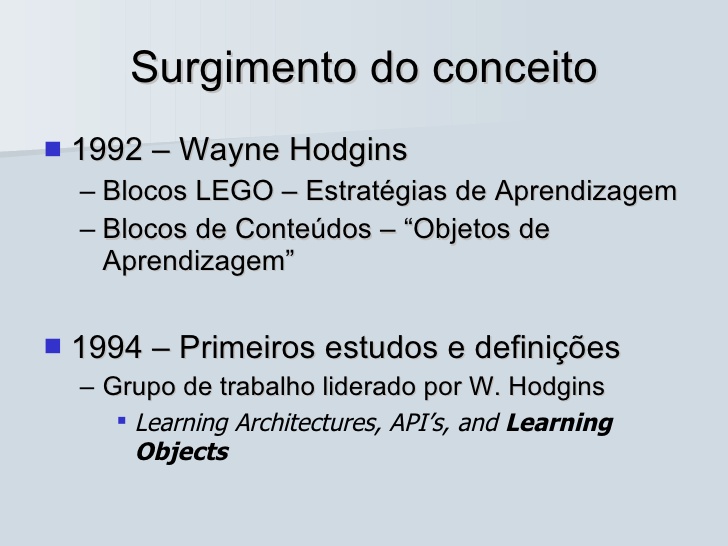 Surgimento do conceito
1992 – Wayne Hodgins
– Blocos LEGO – Estratégias de Aprendizagem
– Blocos de Conteúdos – “Objetos de
Aprendizagem”
1994 – Primeiros estudos e definições
– Grupo de trabalho liderado por W. Hodgins
Learning Architectures, API’s, and Learning
Objects